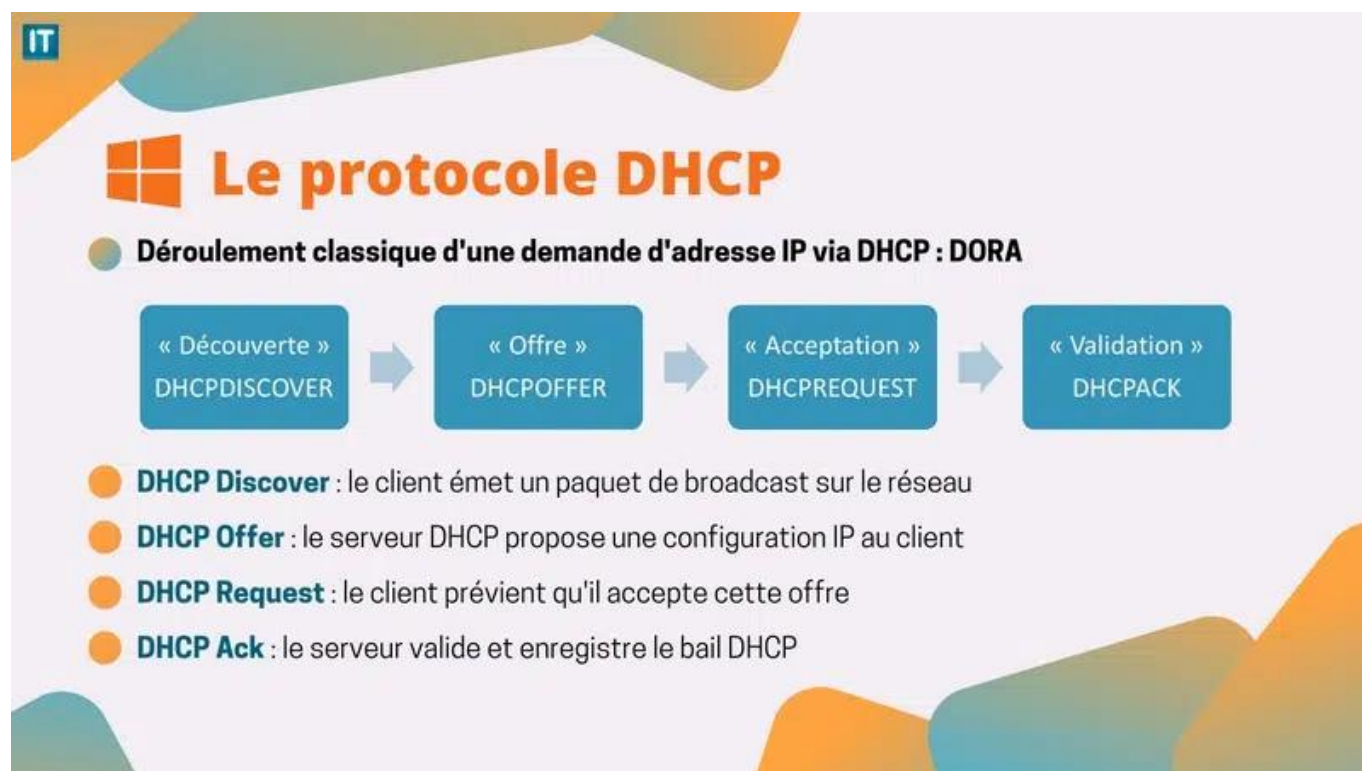 IT
Le protocole DHCP
Déroulement classique d'une demande d'adresse IP via DHCP : DORA
« Découverte »
DHCPDISCOVER
« Offre »
DHCPOFFER
« Acceptation »
DHCPREQUEST
« Validation »
DHCPACK
DHCP Discover : le client émet un paquet de broadcast sur le réseau
DHCP Offer : le serveur DHCP propose une configuration IP au client
DHCP Request : le client prévient qu'il accepte cette offre
DHCP Ack : le serveur valide et enregistre le bail DHCP